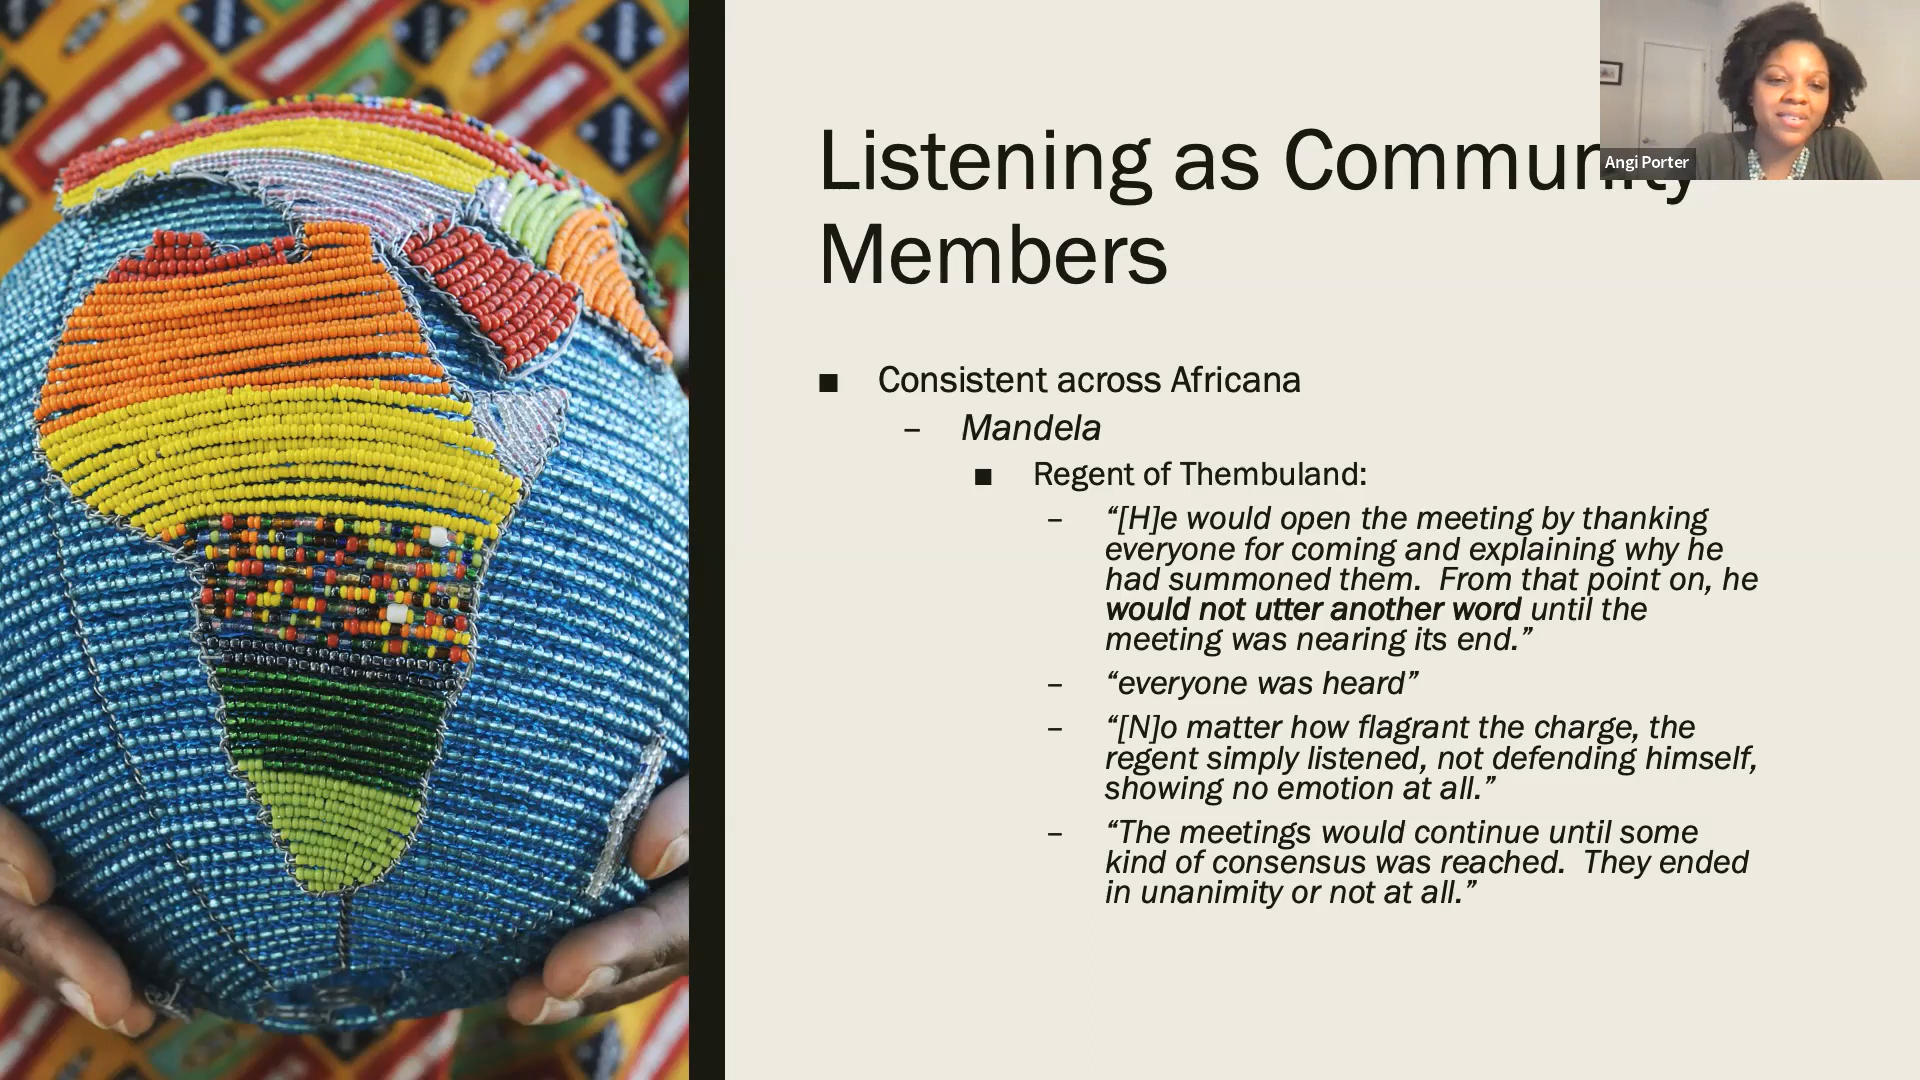 Listening as Community
Members
Angi Porter
■ Consistent across Africana
– Mandela
■ Regent of Thembuland:
– “[H]e would open the meeting by thanking
everyone for coming and explaining why he
had summoned them.  From that point on, he
would not utter another word until the
meeting was nearing its end.”
– “everyone was heard”
– “[N]o matter how flagrant the charge, the
regent simply listened, not defending himself,
showing no emotion at all.”
– “The meetings would continue until some
kind of consensus was reached.  They ended
in unanimity or not at all.”